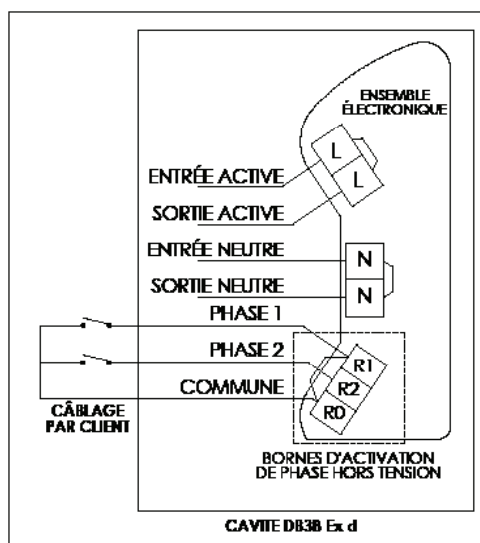 ENSEMBLE
ÉLECTRONIQUE
L
ENTRÉE ACTIVE
L
SORTIE ACTIVE
ENTRÉE NEUTRE
N
SORTIE NEUTRE
N
PHASE 1
R1
PHASE 2
R2
COMMUNE
R0
CÂBLAGE
PAR CLIENT
BORNES D'ACTIVATION
DE PHASE HORS TENSION
CAVITE DB3B Ex d